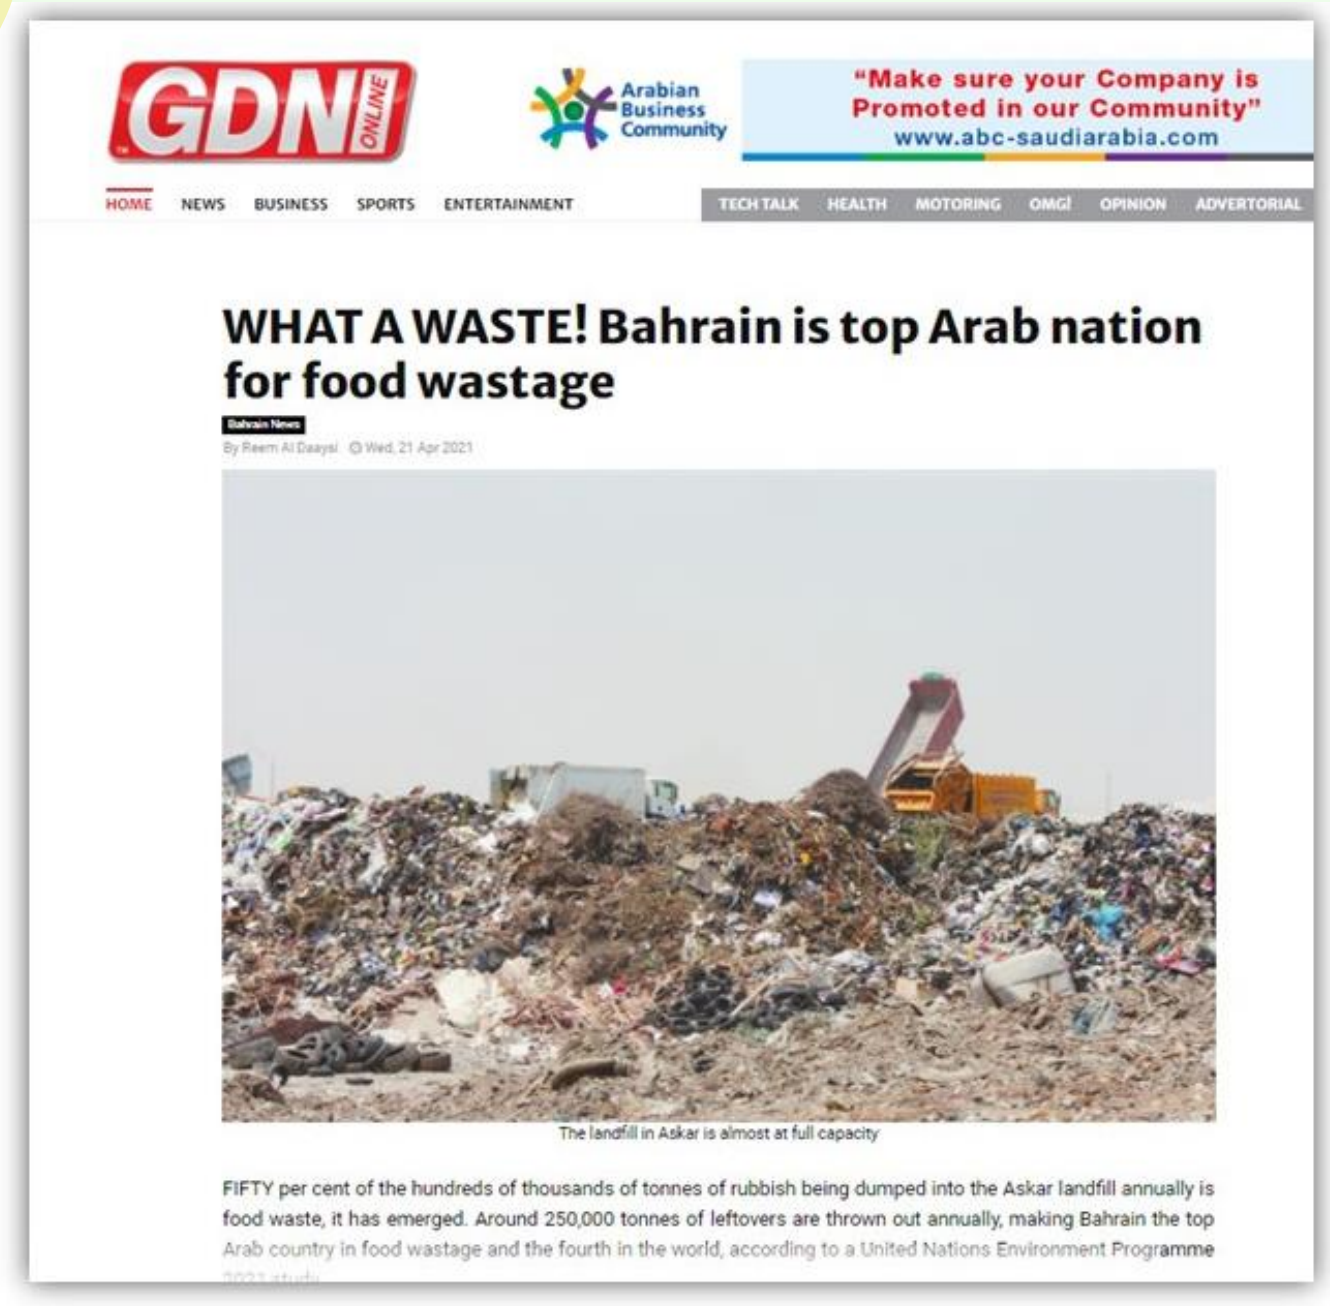 GDN ONLINE
Arabian
Business
Community
“Make sure your Company is
Promoted in our Community”
www.abc-saudiarabia.com
HOME NEWS BUSINESS SPORTS ENTERTAINMENT TECH TALK HEALTH MOTORING OMG! OPINION ADVERTORIAL
WHAT A WASTE! Bahrain is top Arab nation
for food wastage
Bahrain News
By Reem Al Daaysi Wed, 21 Apr 2021
The landfill in Askar is almost at full capacity
FIFTY per cent of the hundreds of thousands of tonnes of rubbish being dumped into the Askar landfill annually is
food waste, it has emerged. Around 250,000 tonnes of leftovers are thrown out annually, making Bahrain the top
Arab country in food wastage and the fourth in the world, according to a United Nations Environment Programme
2021 study